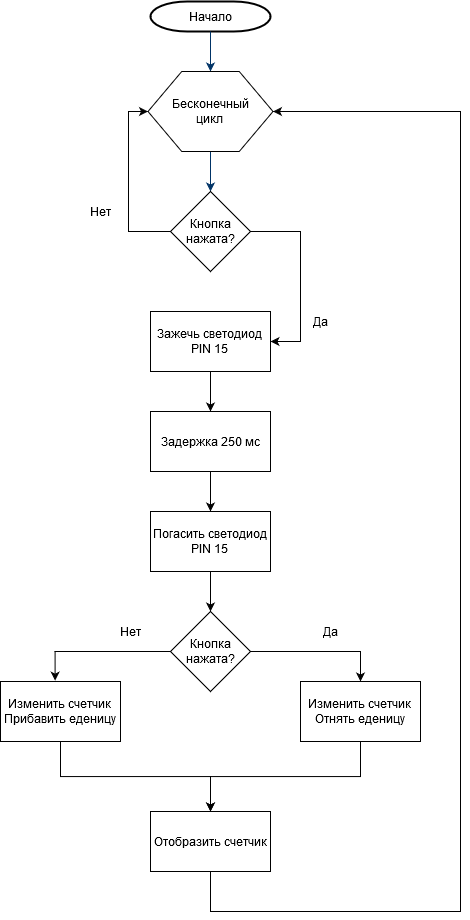 Начало
Бесконечный
цикл
Нет
Кнопка
нажата?
Да
Зажечь светодиод
PIN 15
Задержка 250 мс
Погасить светодиод
PIN 15
Нет
Кнопка
нажата?
Да
Изменить счетчик
Прибавить еденицу
Изменить счетчик
Отнять еденицу
Отобразить счетчик